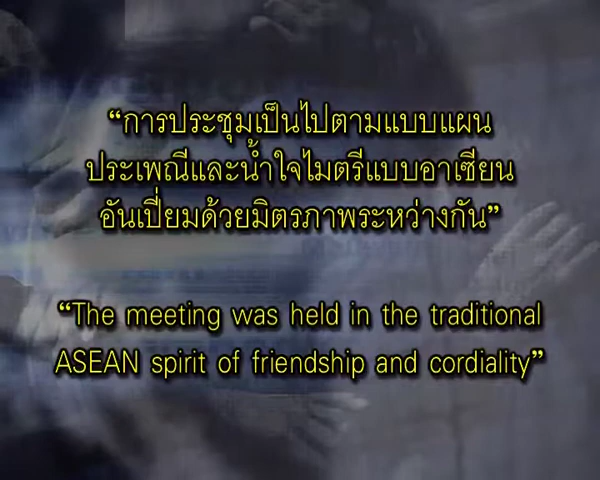 “การประชุมเป็นไปตามแบบแผน
ประเพณีและน้ำใจไมตรีแบบอาเซียน
อันเปี่ยมด้วยมิตรภาพระหว่างกัน”
“The meeting was held in the traditional
ASEAN spirit of friendship and cordiality”